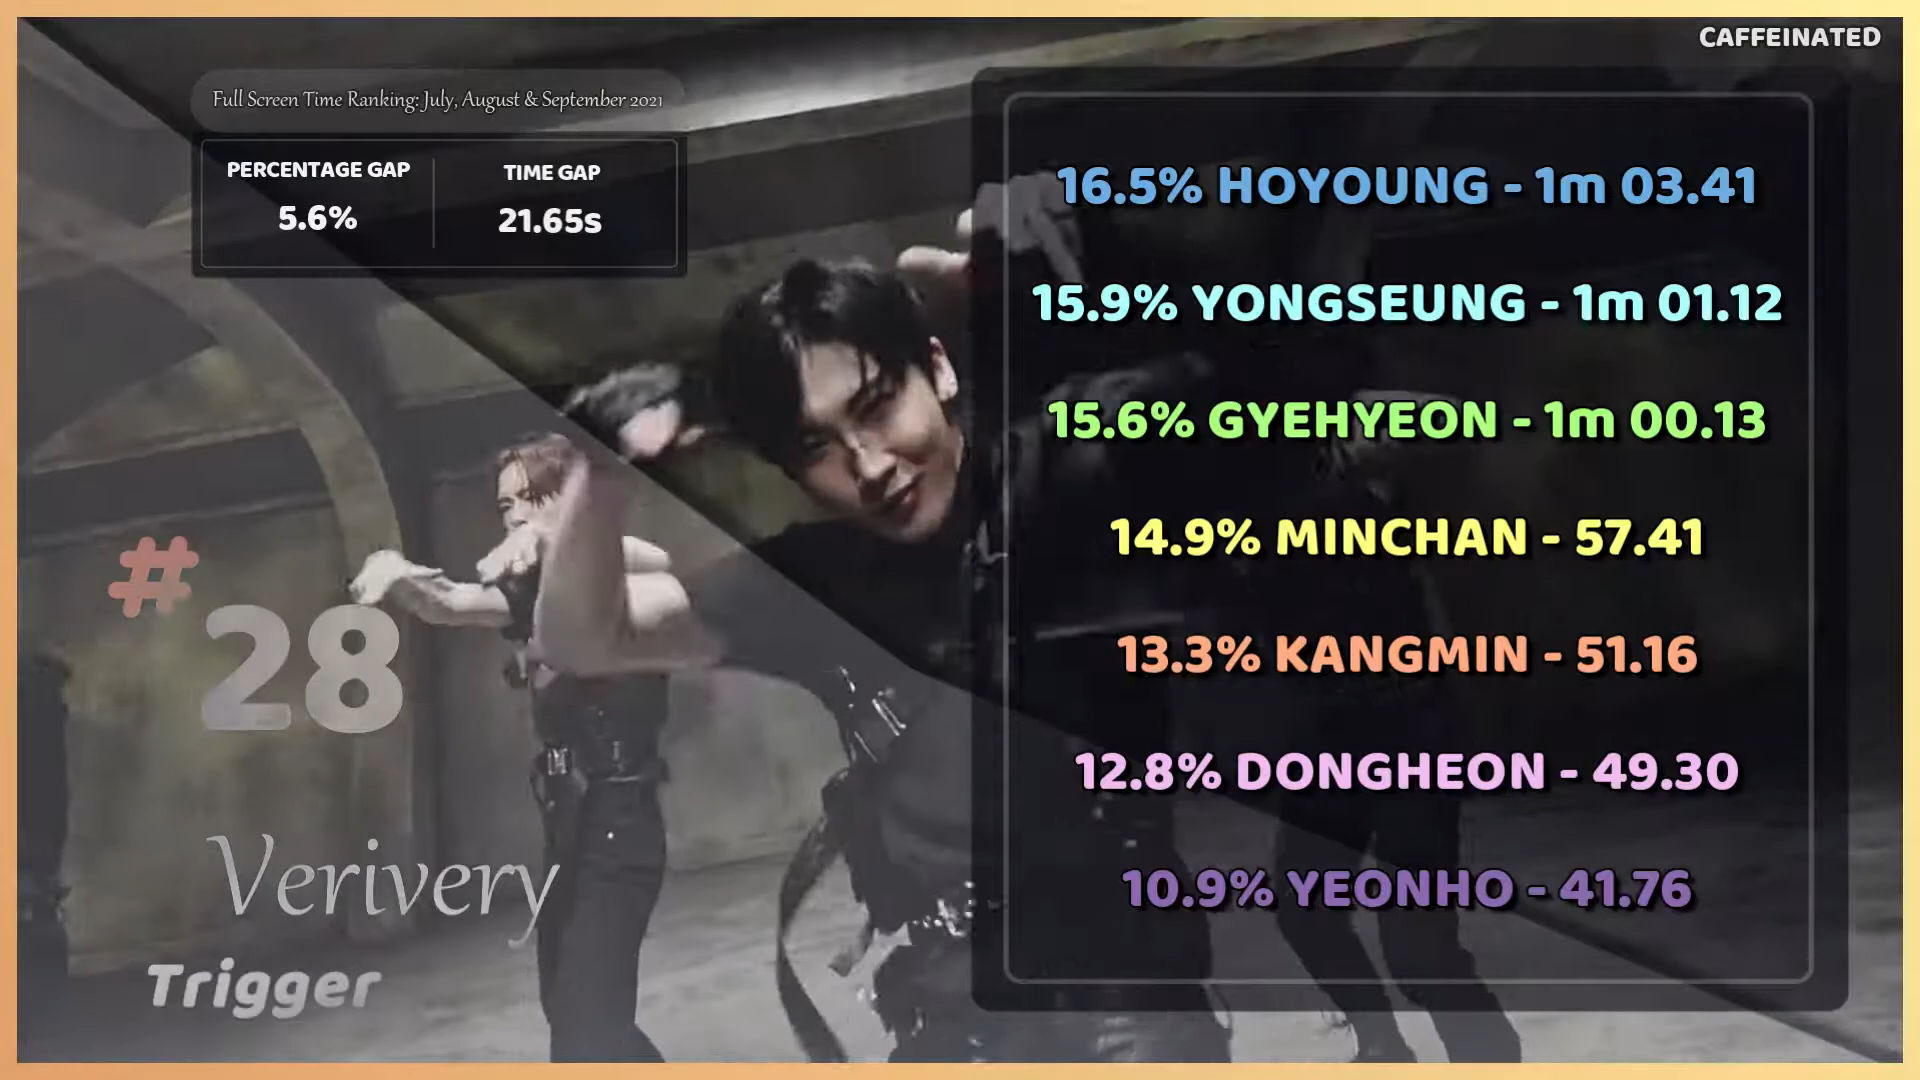 CAFFEINATED
Full Screen Time Ranking: July, August & September 2021
PERCENTAGE GAP
5.6%
TIME GAP
21.65s
16.5% HOYOUNG - 1m 03.41
15.9% YONGSEUNG - 1m 01.12
15.6% GYEHYEON - 1m 00.13
14.9% MINCHAN - 57.41
13.3% KANGMIN - 51.16
12.8% DONGHEON - 49.30
10.9% YEONHO - 41.76
#28
Verivery
Trigger